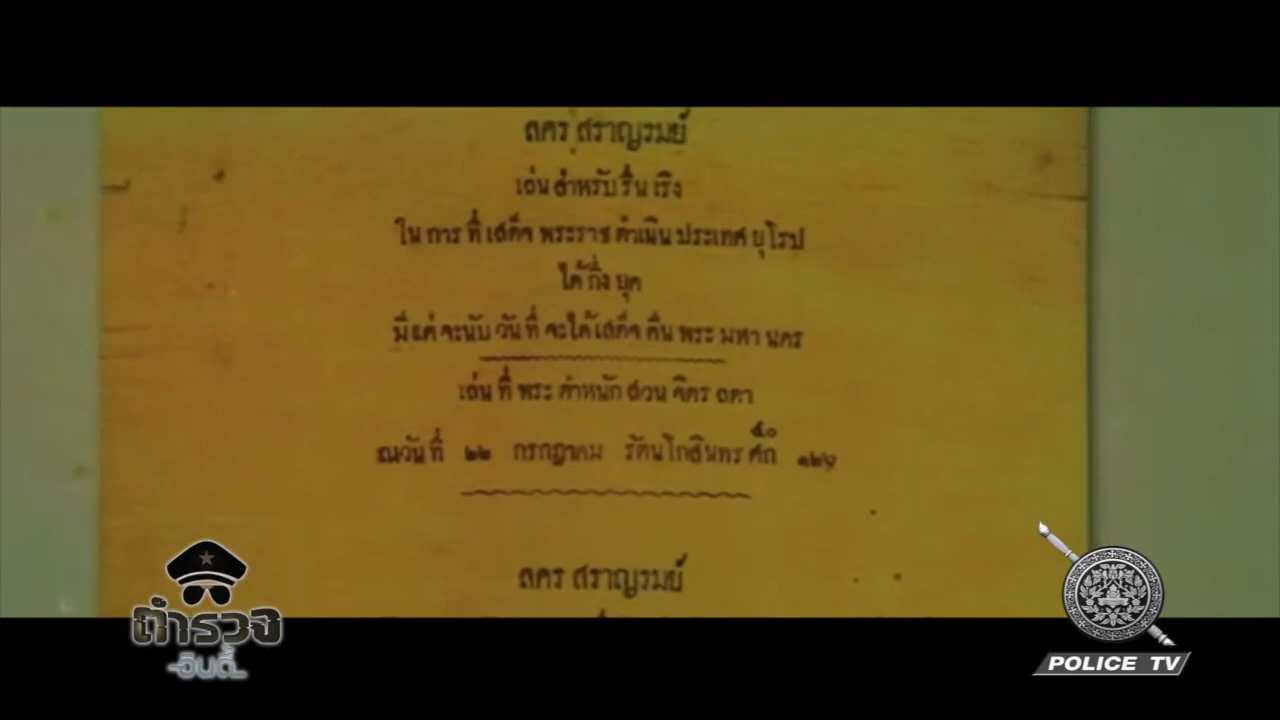 ลคร สราญรมย์
เล่นสำหรับรื่นเริง
ในการ ที่ เสด็จ พระราช ดำเนิน ประเทศ ยุโรป
ได้ กึ่ง ยุค
มีแต่ จะนับ วัน ที่ จะได้ เสด็จ คืน พระ มหา นคร
เล่น ที่ พระ ตำหนัก สวน จิตร ลดา
ณวันที่ ๒๒ กรกฎาคม รัตนโกสินทร ศ๊ก ๔๐ ๑๒๖
ลคร สราญรมย์
ตำรวจ
อินดี้
POLICE TV